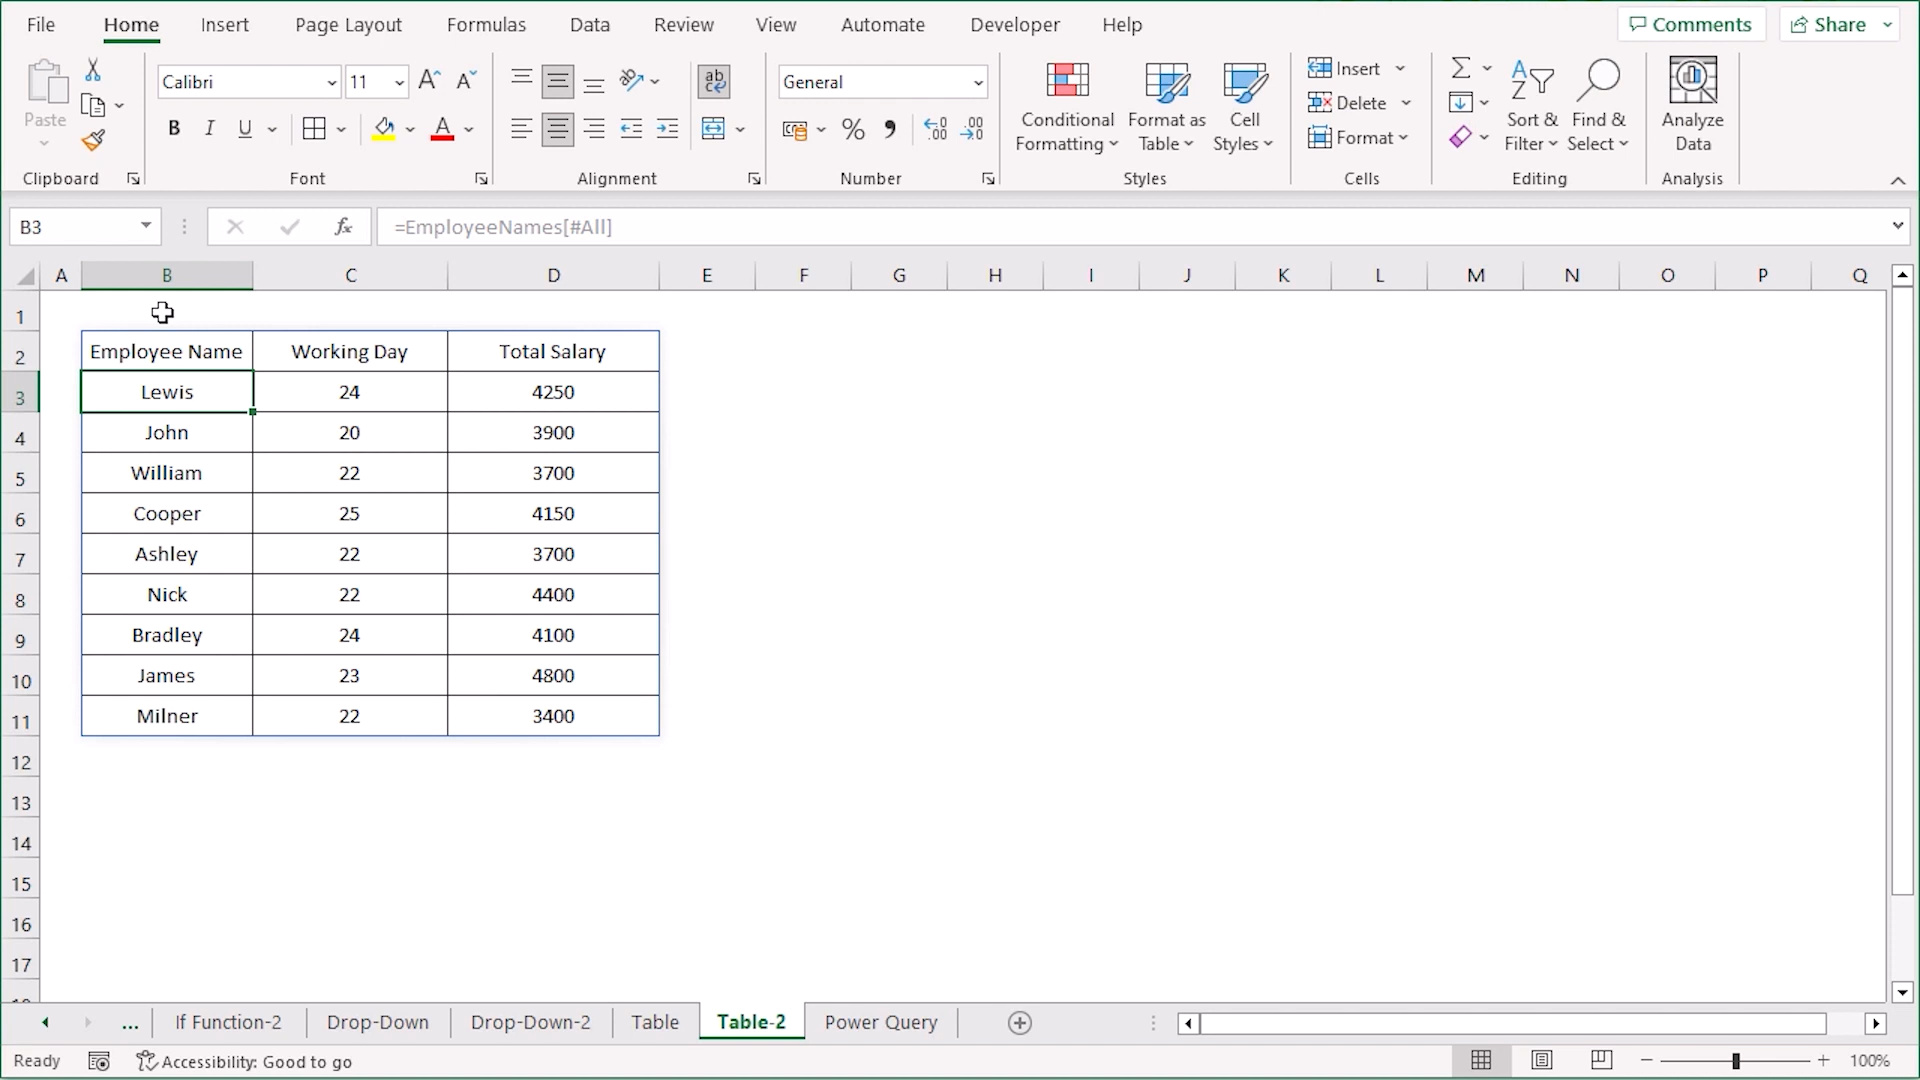 File Home Insert Page Layout Formulas Data Review View Automate Developer Help Comments Share
Paste
Clipboard
Calibri 11
B I U A
Font
ab
Alignment
General
% .00 .00
Number
Conditional Formatting
Format as Table
Cell Styles
Styles
Insert
Delete
Format
Cells
Sort & Filter
Find & Select
Editing
Analyze Data
Analysis
B3 fx =EmployeeNames[#All]
A B C D E F G H I J K L M N O P Q
1
2 Employee Name Working Day Total Salary
3 Lewis 24 4250
4 John 20 3900
5 William 22 3700
6 Cooper 25 4150
7 Ashley 22 3700
8 Nick 22 4400
9 Bradley 24 4100
10 James 23 4800
11 Milner 22 3400
12
13
14
15
16
17
... If Function-2 Drop-Down Drop-Down-2 Table Table-2 Power Query
Ready Accessibility: Good to go 100%